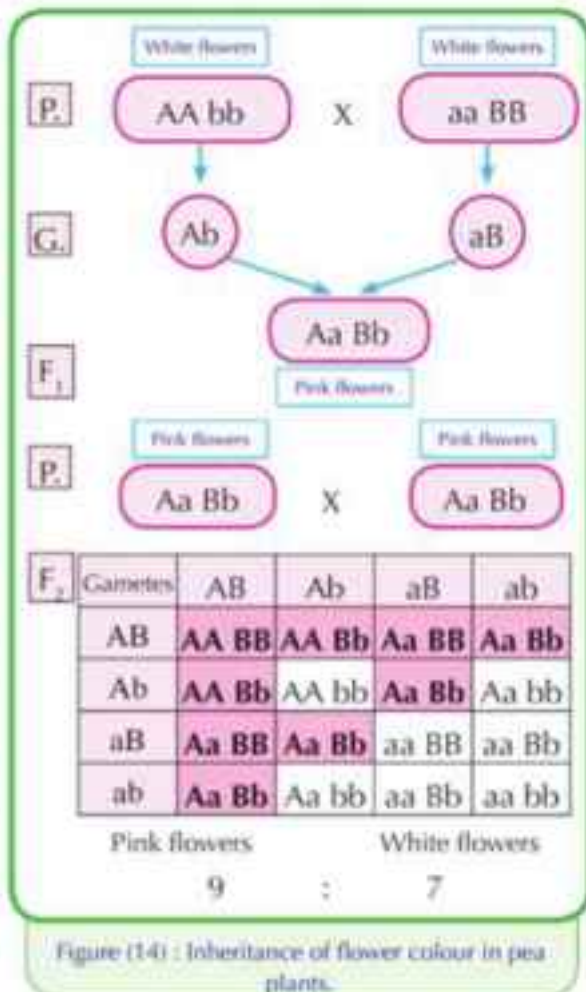 White flowers White flowers
P. AA bb X aa BB
G. Ab aB
Aa Bb
F1
Pink flowers
Pink flowers Pink flowers
P. Aa Bb X Aa Bb
F2 Gametes AB Ab aB ab
AB AA BB AA Bb Aa BB Aa Bb
Ab AA Bb AA bb Aa Bb Aa bb
aB Aa BB Aa Bb aa BB aa Bb
ab Aa Bb Aa bb aa Bb aa bb
Pink flowers White flowers
9 : 7
Figure (14) : Inheritance of flower colour in pea
plants.